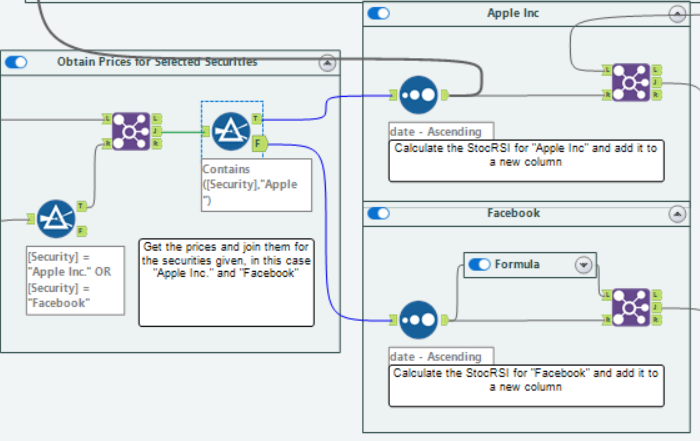 Apple Inc
Obtain Prices for Selected Securities
L
J
R
L
R
T
F
Contains
([Security],"Apple
")
T
F
[Security] =
"Apple Inc." OR
[Security] =
"Facebook"
Get the prices and join them for
the securities given, in this case
"Apple Inc." and "Facebook"
date - Ascending
Calculate the StocRSI for "Apple Inc" and add it to
a new column
L
R
L
J
R
Facebook
Formula
L
R
L
J
R
date - Ascending
Calculate the StocRSI for "Facebook" and add it to
a new column